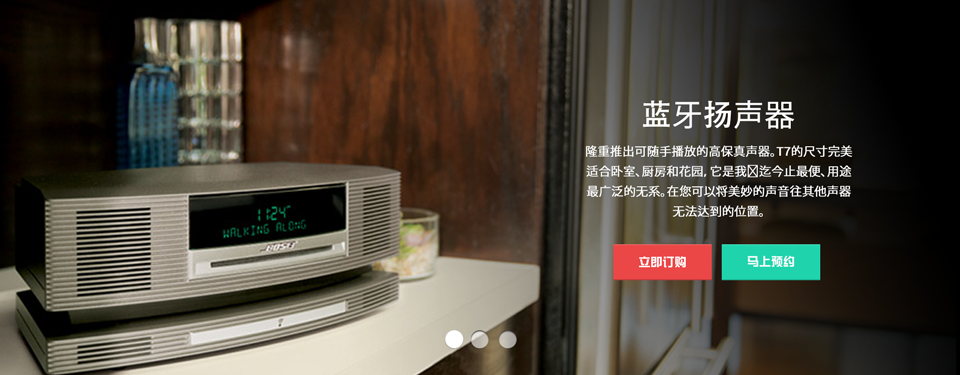 蓝牙扬声器
隆重推出可随手播放的高保真声器。T7的尺寸完美
适合卧室、厨房和花园, 它是我☒迄今止最便、用途
最广泛的无系。在您可以将美妙的声音往其他声器
无法达到的位置。
立即订购
马上预约
11:24
WALKING ALONG
BOSE